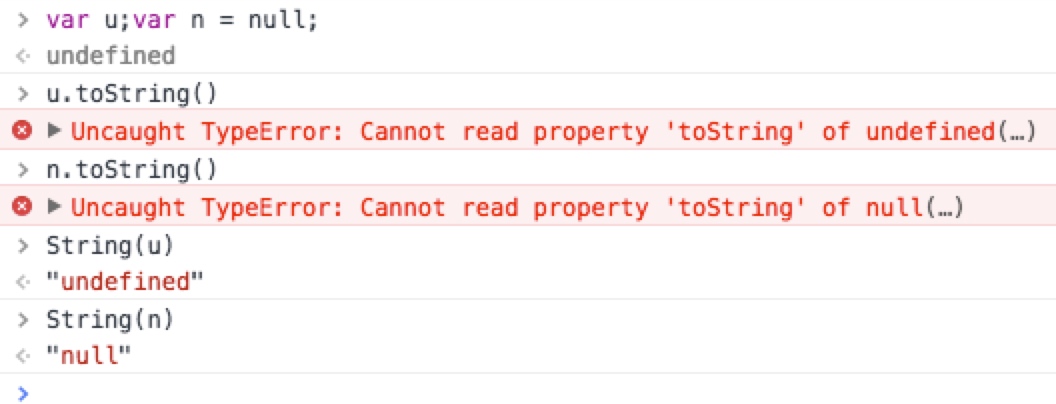 > var u;var n = null;
undefined
> u.toString()
Uncaught TypeError: Cannot read property 'toString' of undefined(…)
> n.toString()
Uncaught TypeError: Cannot read property 'toString' of null(…)
> String(u)
"undefined"
> String(n)
"null"
>